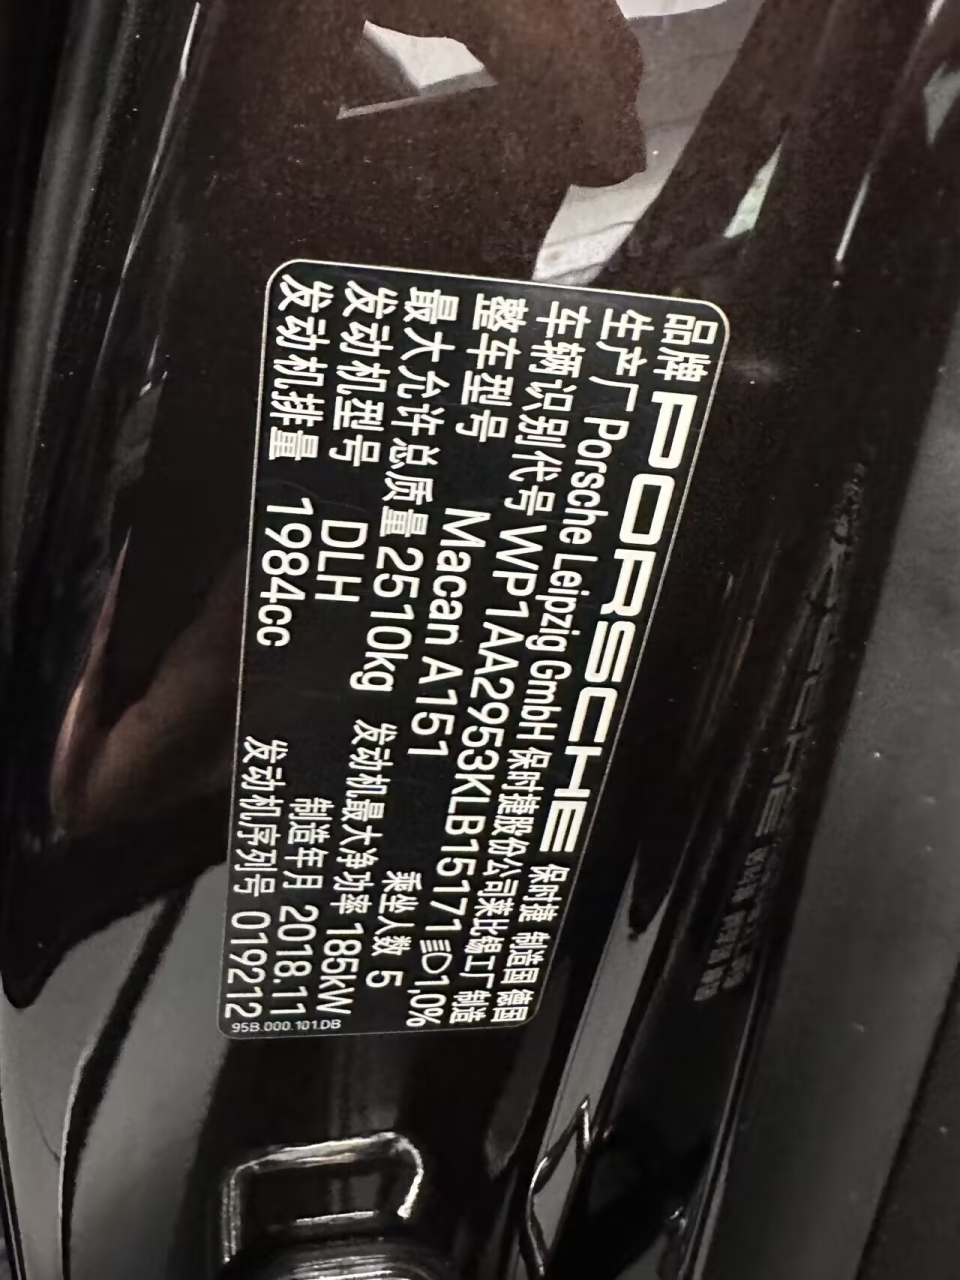 品牌 PORSCHE 保时捷 制造国 德国
生产厂 Porsche Leipzig GmbH 保时捷股份公司莱比锡工厂 制造
车辆识别代号 WP1AA2953KLB15171 D1,0%
整车型号 Macan A151
最大允许总质量 2510kg 乘坐人数 5
发动机型号 DLH 发动机最大净功率 185kW
发动机排量 1984cc 制造年月 2018.11
发动机序列号 019212
95B.000.101.DB